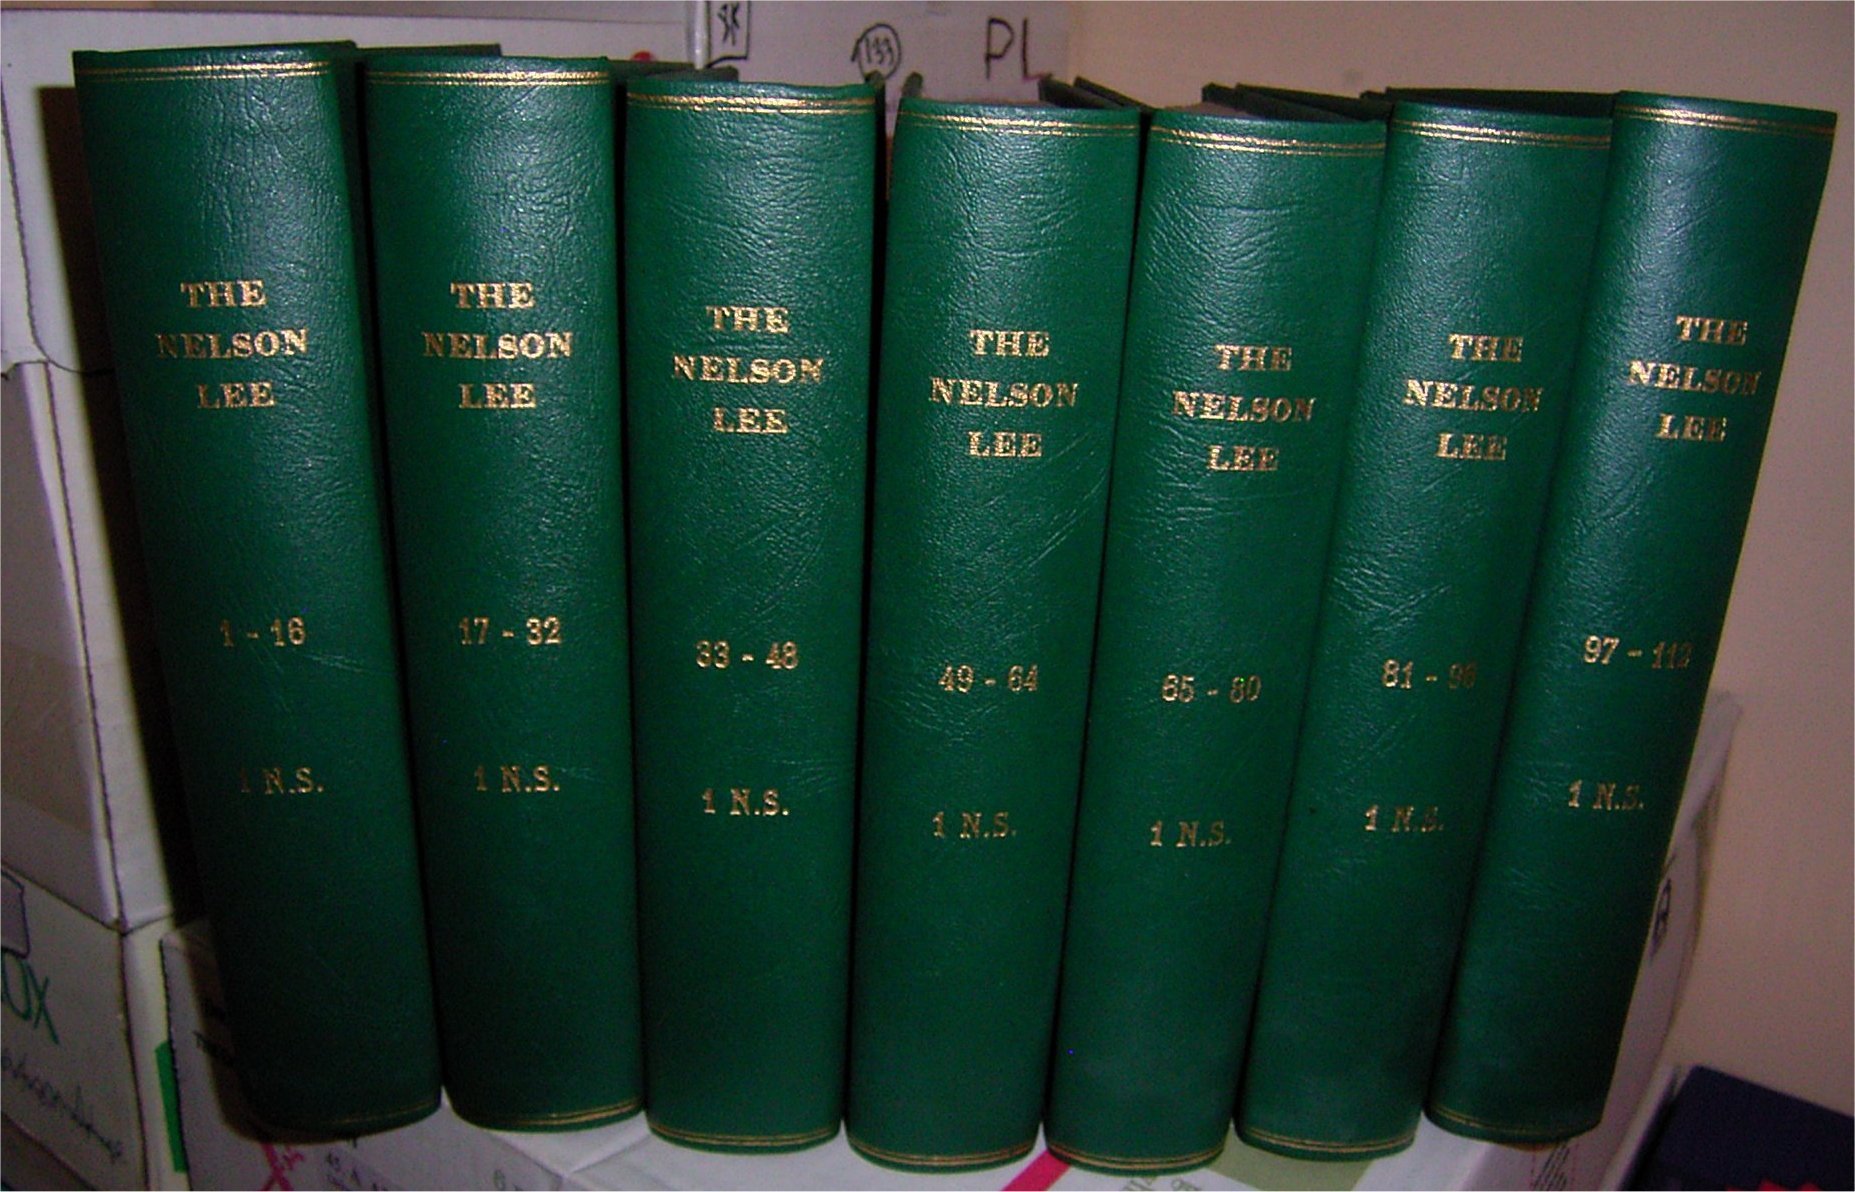 THE
NELSON
LEE
1 - 16
1 N.S.
THE
NELSON
LEE
17 - 32
1 N.S.
THE
NELSON
LEE
33 - 48
1 N.S.
THE
NELSON
LEE
49 - 64
1 N.S.
THE
NELSON
LEE
65 - 80
1 N.S.
THE
NELSON
LEE
81 - 96
1 N.S.
THE
NELSON
LEE
97 - 112
1 N.S.
133
PL